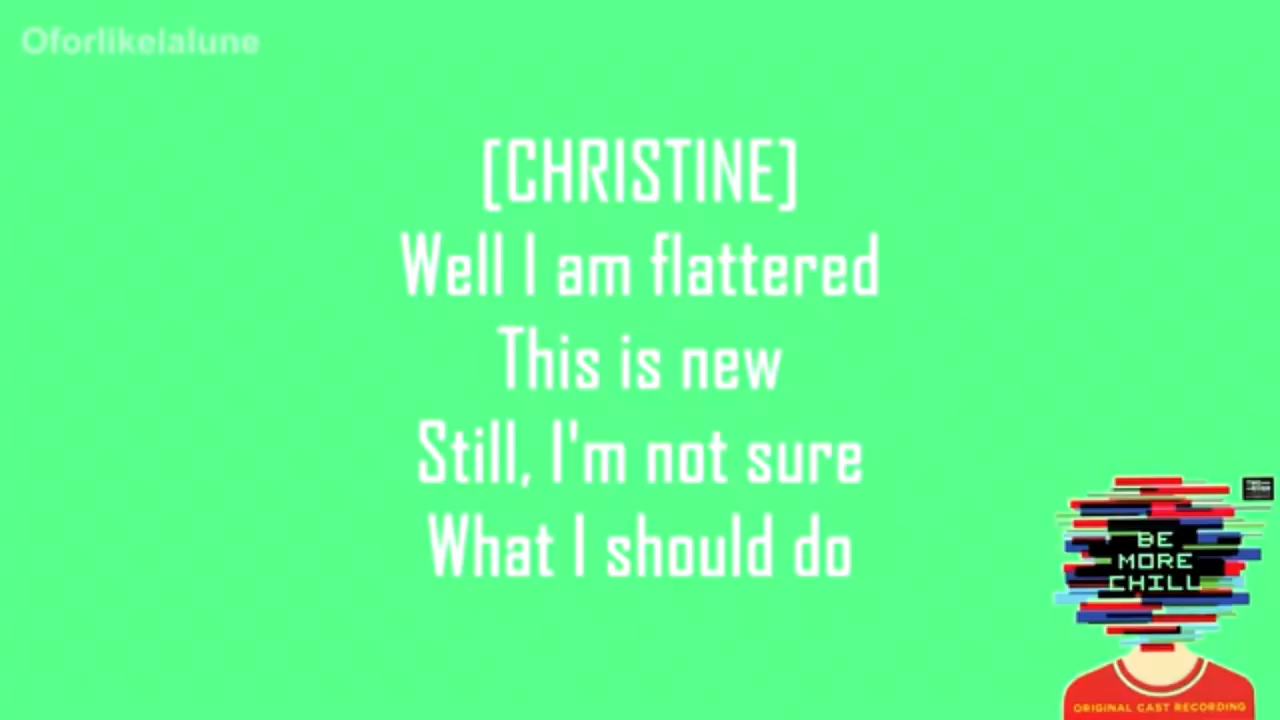 Oforlikelalune
[CHRISTINE]
Well I am flattered
This is new
Still, I'm not sure
What I should do
BE
MORE
CHILL
ORIGINAL CAST RECORDING